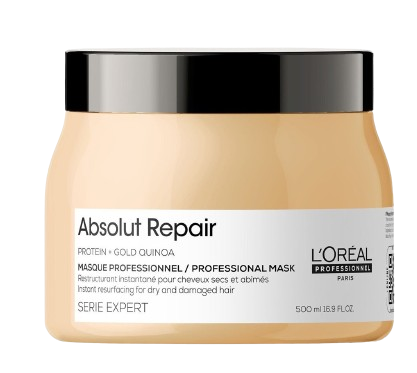 Absolut Repair
PROTEIN + GOLD QUINOA
MASQUE PROFESSIONNEL / PROFESSIONAL MASK
Restructurant instantané pour cheveux secs et abîmés
Instant resurfacing for dry and damaged hair
SERIE EXPERT
L'ORÉAL
PROFESSIONNEL
PARIS
500 ml 16.9 FL.OZ.